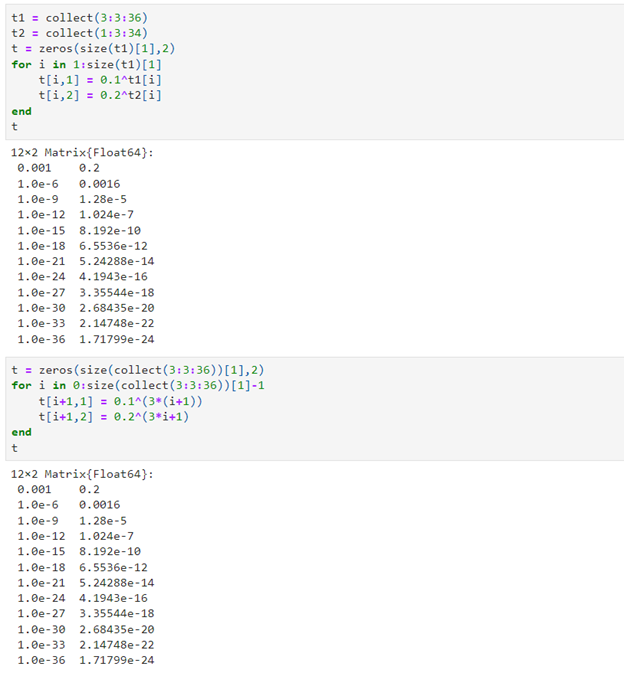 t1 = collect(3:3:36)
t2 = collect(1:3:34)
t = zeros(size(t1)[1],2)
for i in 1:size(t1)[1]
    t[i,1] = 0.1^t1[i]
    t[i,2] = 0.2^t2[i]
end
t
12×2 Matrix{Float64}:
 0.001    0.2
 1.0e-6   0.0016
 1.0e-9   1.28e-5
 1.0e-12  1.024e-7
 1.0e-15  8.192e-10
 1.0e-18  6.5536e-12
 1.0e-21  5.24288e-14
 1.0e-24  4.1943e-16
 1.0e-27  3.35544e-18
 1.0e-30  2.68435e-20
 1.0e-33  2.14748e-22
 1.0e-36  1.71799e-24
t = zeros(size(collect(3:3:36))[1],2)
for i in 0:size(collect(3:3:36))[1]-1
    t[i+1,1] = 0.1^(3*(i+1))
    t[i+1,2] = 0.2^(3*i+1)
end
t
12×2 Matrix{Float64}:
 0.001    0.2
 1.0e-6   0.0016
 1.0e-9   1.28e-5
 1.0e-12  1.024e-7
 1.0e-15  8.192e-10
 1.0e-18  6.5536e-12
 1.0e-21  5.24288e-14
 1.0e-24  4.1943e-16
 1.0e-27  3.35544e-18
 1.0e-30  2.68435e-20
 1.0e-33  2.14748e-22
 1.0e-36  1.71799e-24